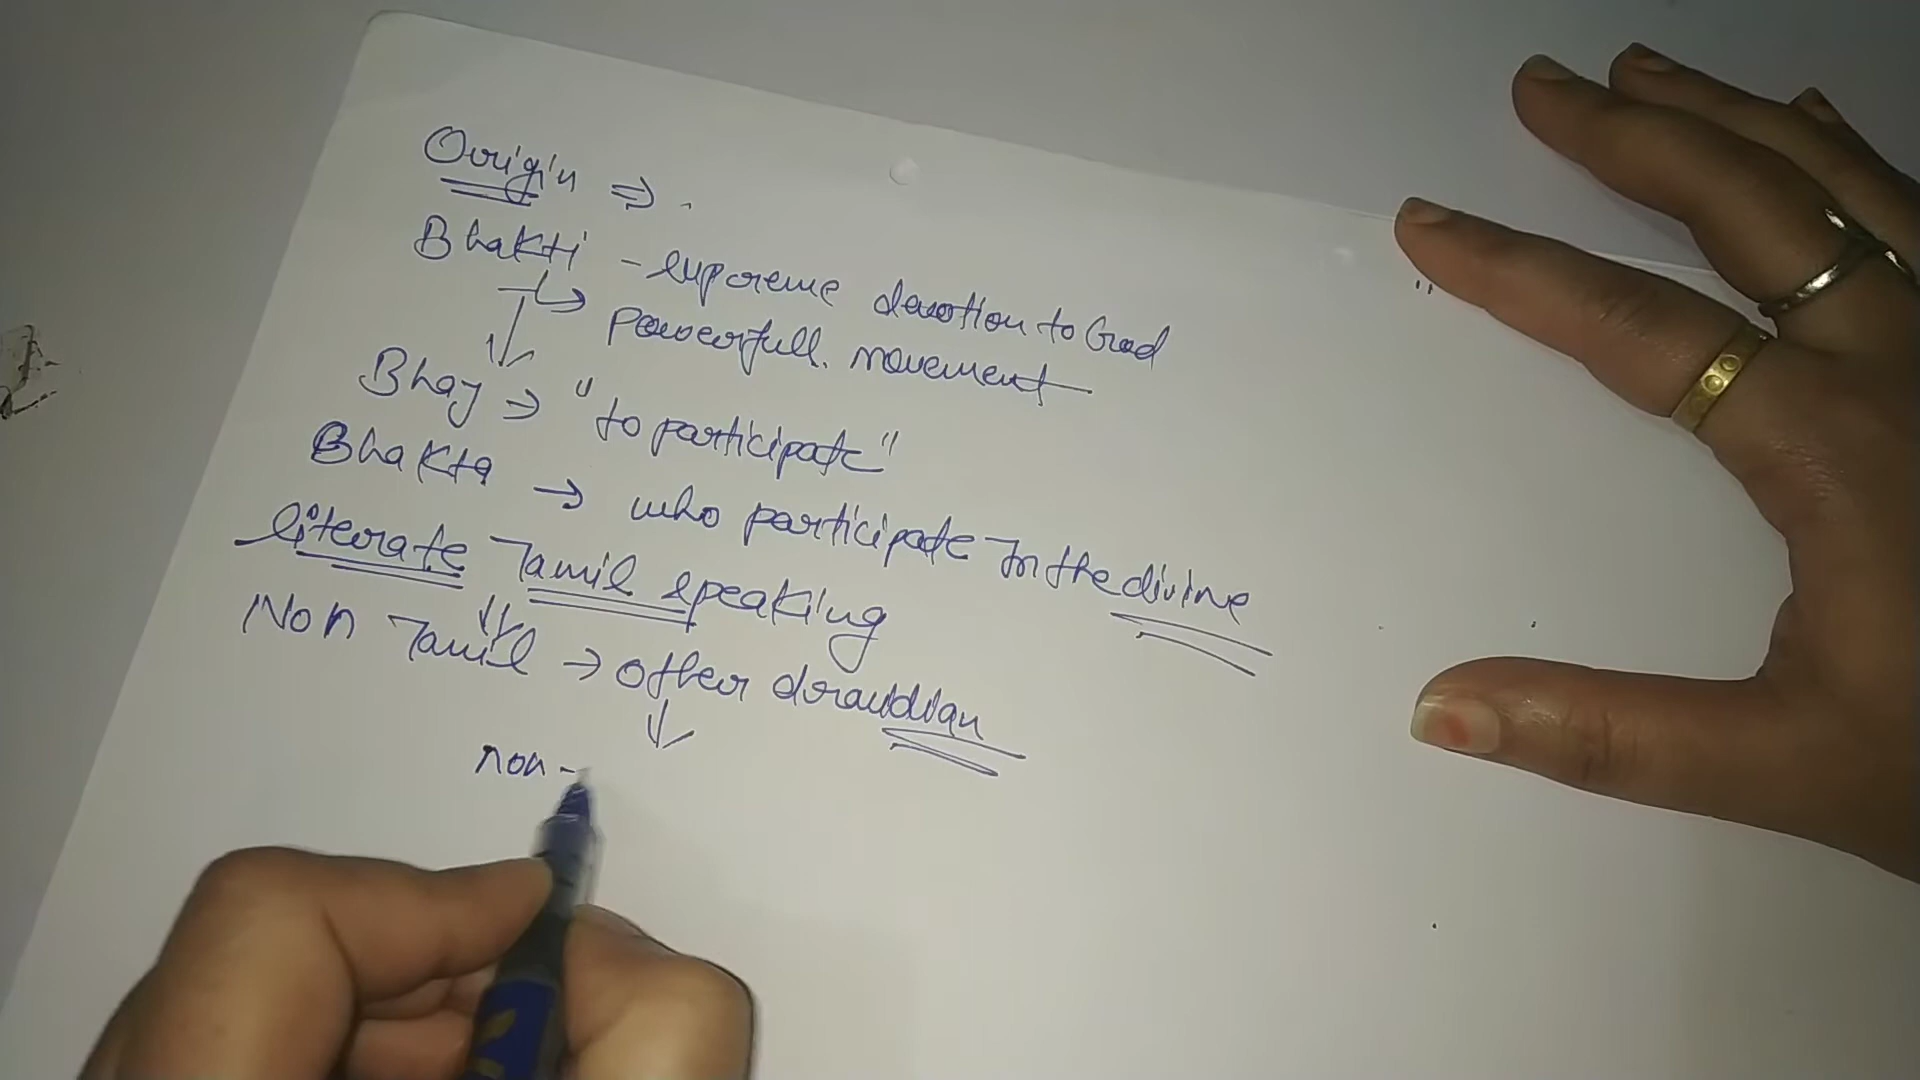 Origin ⇒
Bhakti - supreme devotion to God
↳ powerfull movement
Bhaj → "to participate"
Bhakta → who participate In the divine
literate Tamil speaking
Non Tamil → other dravidian
non -